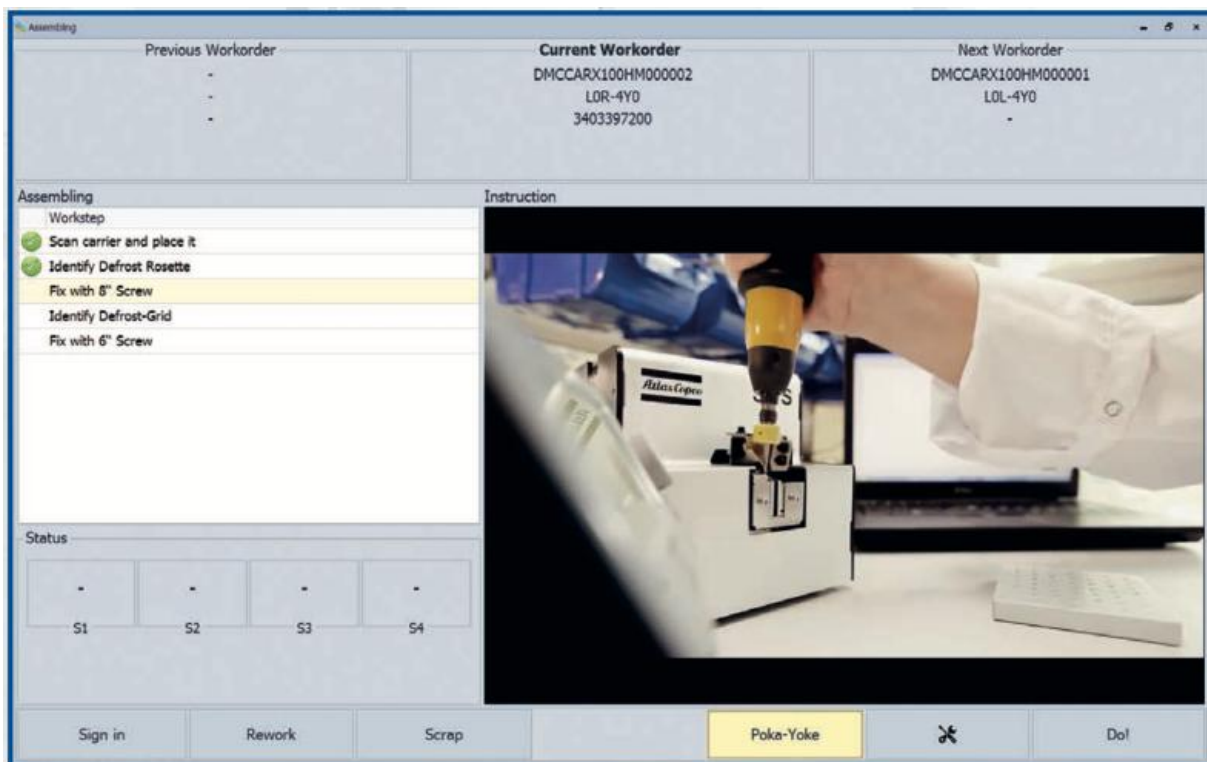 Assembling
Previous Workorder
-
-
-
Current Workorder
DMCCARX100HM000002
L0R-4Y0
3403397200
Next Workorder
DMCCARX100HM000001
L0L-4Y0
-
Assembling
Workstep
Scan carrier and place it
Identify Defrost Rosette
Fix with 8" Screw
Identify Defrost-Grid
Fix with 6" Screw
Instruction
Atlas Copco
Status
- - - -
S1 S2 S3 S4
Sign in Rework Scrap Poka-Yoke Do!